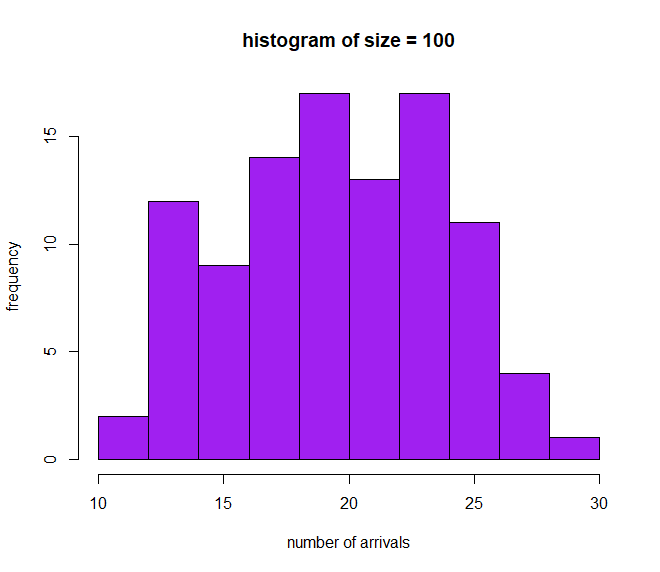 histogram of size = 100
frequency
15
10
5
0
10 15 20 25 30
number of arrivals